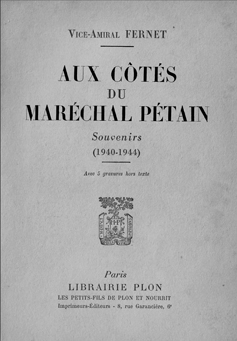 VICE-AMIRAL FERNET
AUX CÔTÉS
DU
MARÉCHAL PÉTAIN
Souvenirs
(1940-1944)
Avec 5 gravures hors texte
Paris
LIBRAIRIE PLON
LES PETITS-FILS DE PLON ET NOURRIT
Imprimeurs-Éditeurs - 8, rue Garancière, 6e